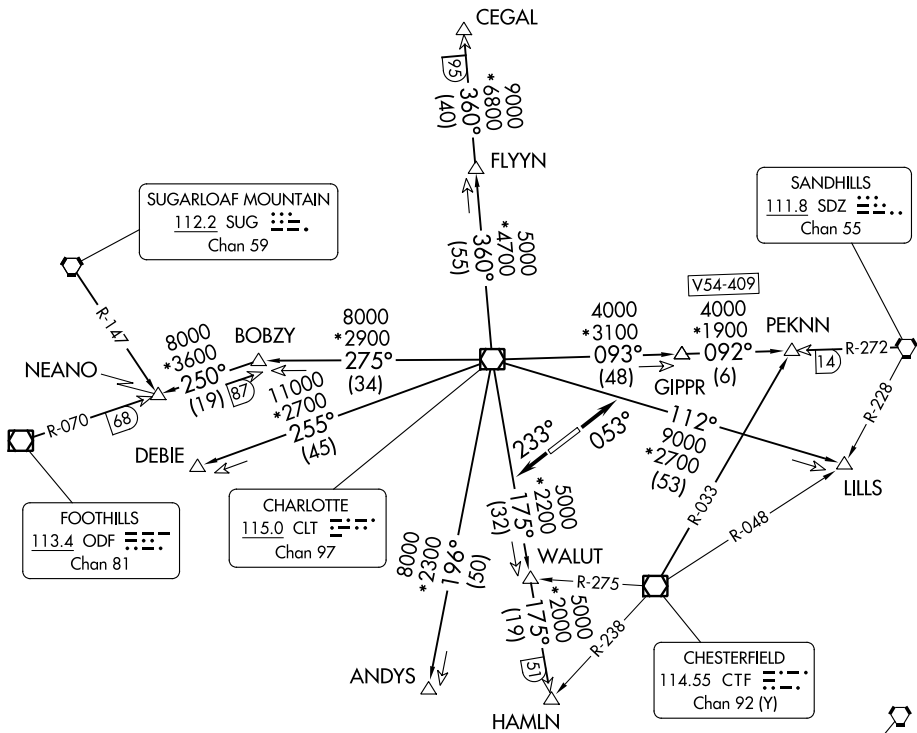 CEGAL
95
9000
*6800
360°
(40)
FLYYN
5000
*4700
360°
(55)
SUGARLOAF MOUNTAIN
112.2 SUG
Chan 59
SANDHILLS
111.8 SDZ
Chan 55
R-147
V54-409
BOBZY
8000
*2900
275°
(34)
4000
*3100
093°
(48)
4000
*1900
092°
(6)
PEKNN
R-272
14
GIPPR
NEANO
8000
*3600
250°
(19)
87
R-070
68
11000
*2700
255°
(45)
DEBIE
233°
053°
112°
9000
*2700
(53)
R-228
LILLS
R-033
R-048
FOOTHILLS
113.4 ODF
Chan 81
CHARLOTTE
115.0 CLT
Chan 97
5000
*2200
175°
(32)
WALUT
R-275
8000
*2300
196°
(50)
5000
*2000
175°
(19)
51
R-238
ANDYS
HAMLN
CHESTERFIELD
114.55 CTF
Chan 92 (Y)